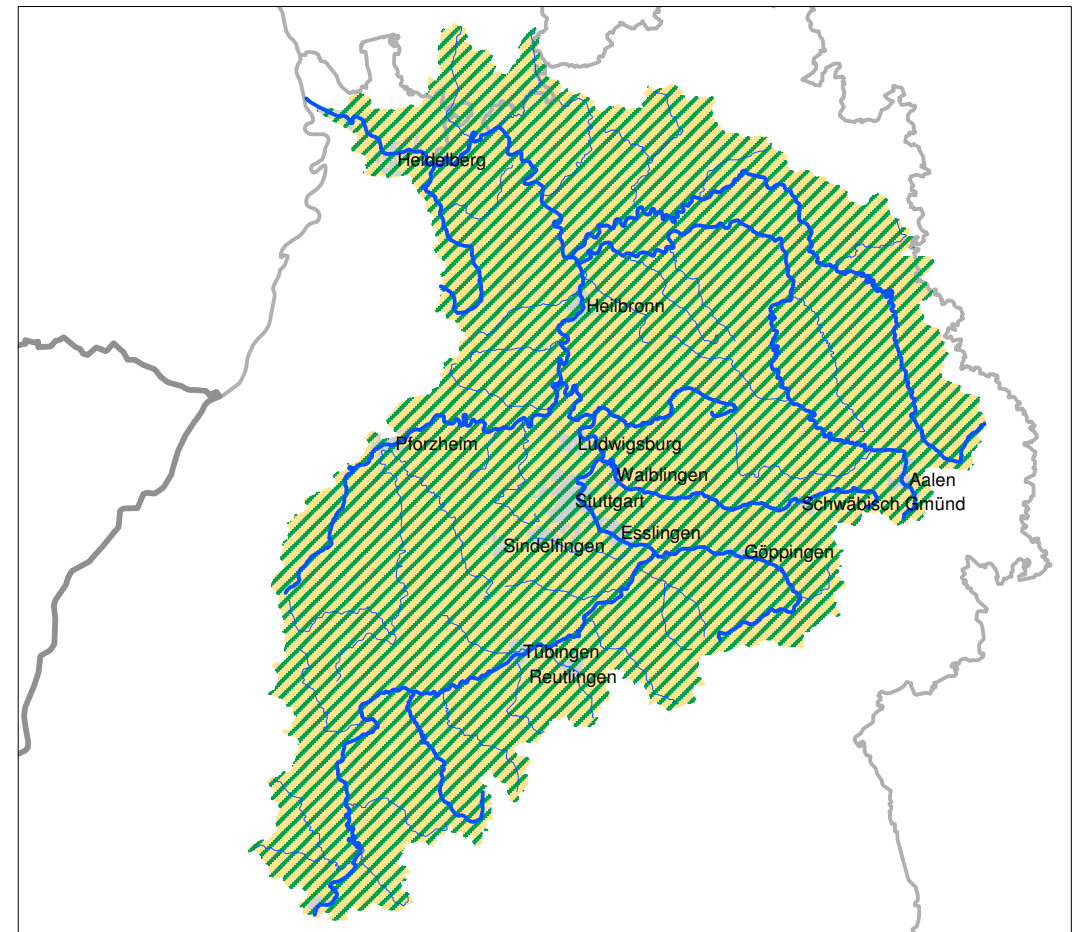 Heidelberg
Heilbronn
Pforzheim
Ludwigsburg
Waiblingen
Aalen
Stuttgart
Schwäbisch Gmünd
Esslingen
Sindelfingen
Göppingen
Tübingen
Reutlingen